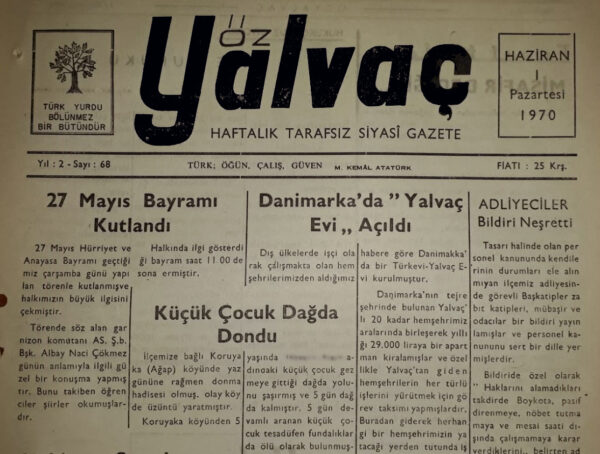 ÖN
Yalvaç
HAFTALIK TARAFSIZ SİYASÎ GAZETE
TÜRK YURDU
BÖLÜNMEZ
BİR BÜTÜNDÜR
HAZİRAN
1
Pazartesi
1970
Yıl : 2 - Sayı : 68
TÜRK; ÖĞÜN, ÇALIŞ, GÜVEN M. KEMÂL ATATÜRK
FİATI : 25 Krş.
27 Mayıs Bayramı
Kutlandı
27 Mayıs Hürriyet ve
Anayasa Bayramı geçtiği
miz çarşamba günü yapı
lan törenle kutlanmışve
halkımızın büyük ilgisini
çekmiştir.
Törende söz alan gar
nizon komutanı AS. Ş.b.
Bşk. Albay Naci Çökmez
günün anlamıyla ilgili gü
zel bir konuşma yapmış
tır. Bunu takiben öğren
ciler şiirler okumuşlar-
dır.
Halkında ilgi gösterdi
ği bayram saat 11.00 de
sona ermiştir.
Küçük Çocuk Dağda
Dondu
İlçemize bağlı Koruya
ka (Ağap) köyünde yaz
gününe rağmen donma
hadisesi olmuş, olay köy
de üzüntü yaratmıştır.
Koruyaka köyünden 5
yaşında
adındaki küçük çocuk gez
meye gittiği dağda yolu
nu şaşırmış ve 5 gün dağ
da kalmıştır. 5 gün de-
vamlı aranan küçük ço-
cuk tesadüfen fundalıklar
da ölü olarak bulunmuş-
Danimarka'da " Yalvaç
Evi ,, Açıldı
Dış ülkelerde işçi ola
rak çalışmakta olan hem
şehrilerimizden aldığımız
habere göre Danimakka'
da bir Türkevi-Yalvaç E-
vi kurulmuştur.
Danimarka'nın
şehrinde bulunan Yalvaç'
lı 20 kadar hemşehrimiz
aralarında birleşerek yıllı
ğı 29.000 liraya bir apart
man kiralamışlar ve özel
likle Yalvaç'tan giden
hemşehrilerin her türlü
işlerini yürütmek için gö
rev taksimi yapmışlardır.
Buradan giderek herhan
gi bir hemşehrimizin ya
tacağı yerden tutunda iş
ADLİYECİLER
Bildiri Neşretti
Tasarı halinde olan per
sonel kanununda kendile
rinin durumları ele alın
mıyan ilçemiz adliyesin-
de görevli Başkatipler za
bıt katipleri, mübaşir ve
odacılar bir bildiri yayın
lamışlar ve personel ka-
nununu sert bir dille yer
mişlerdir.
Bildiride özel olarak
" Haklarını alamadıkları
takdirde Boykota, pasif
direnmeye, nöbet tutma
maya ve mesai saati dı-
şında çalışmamaya karar
verdiklerini,, belirten ad